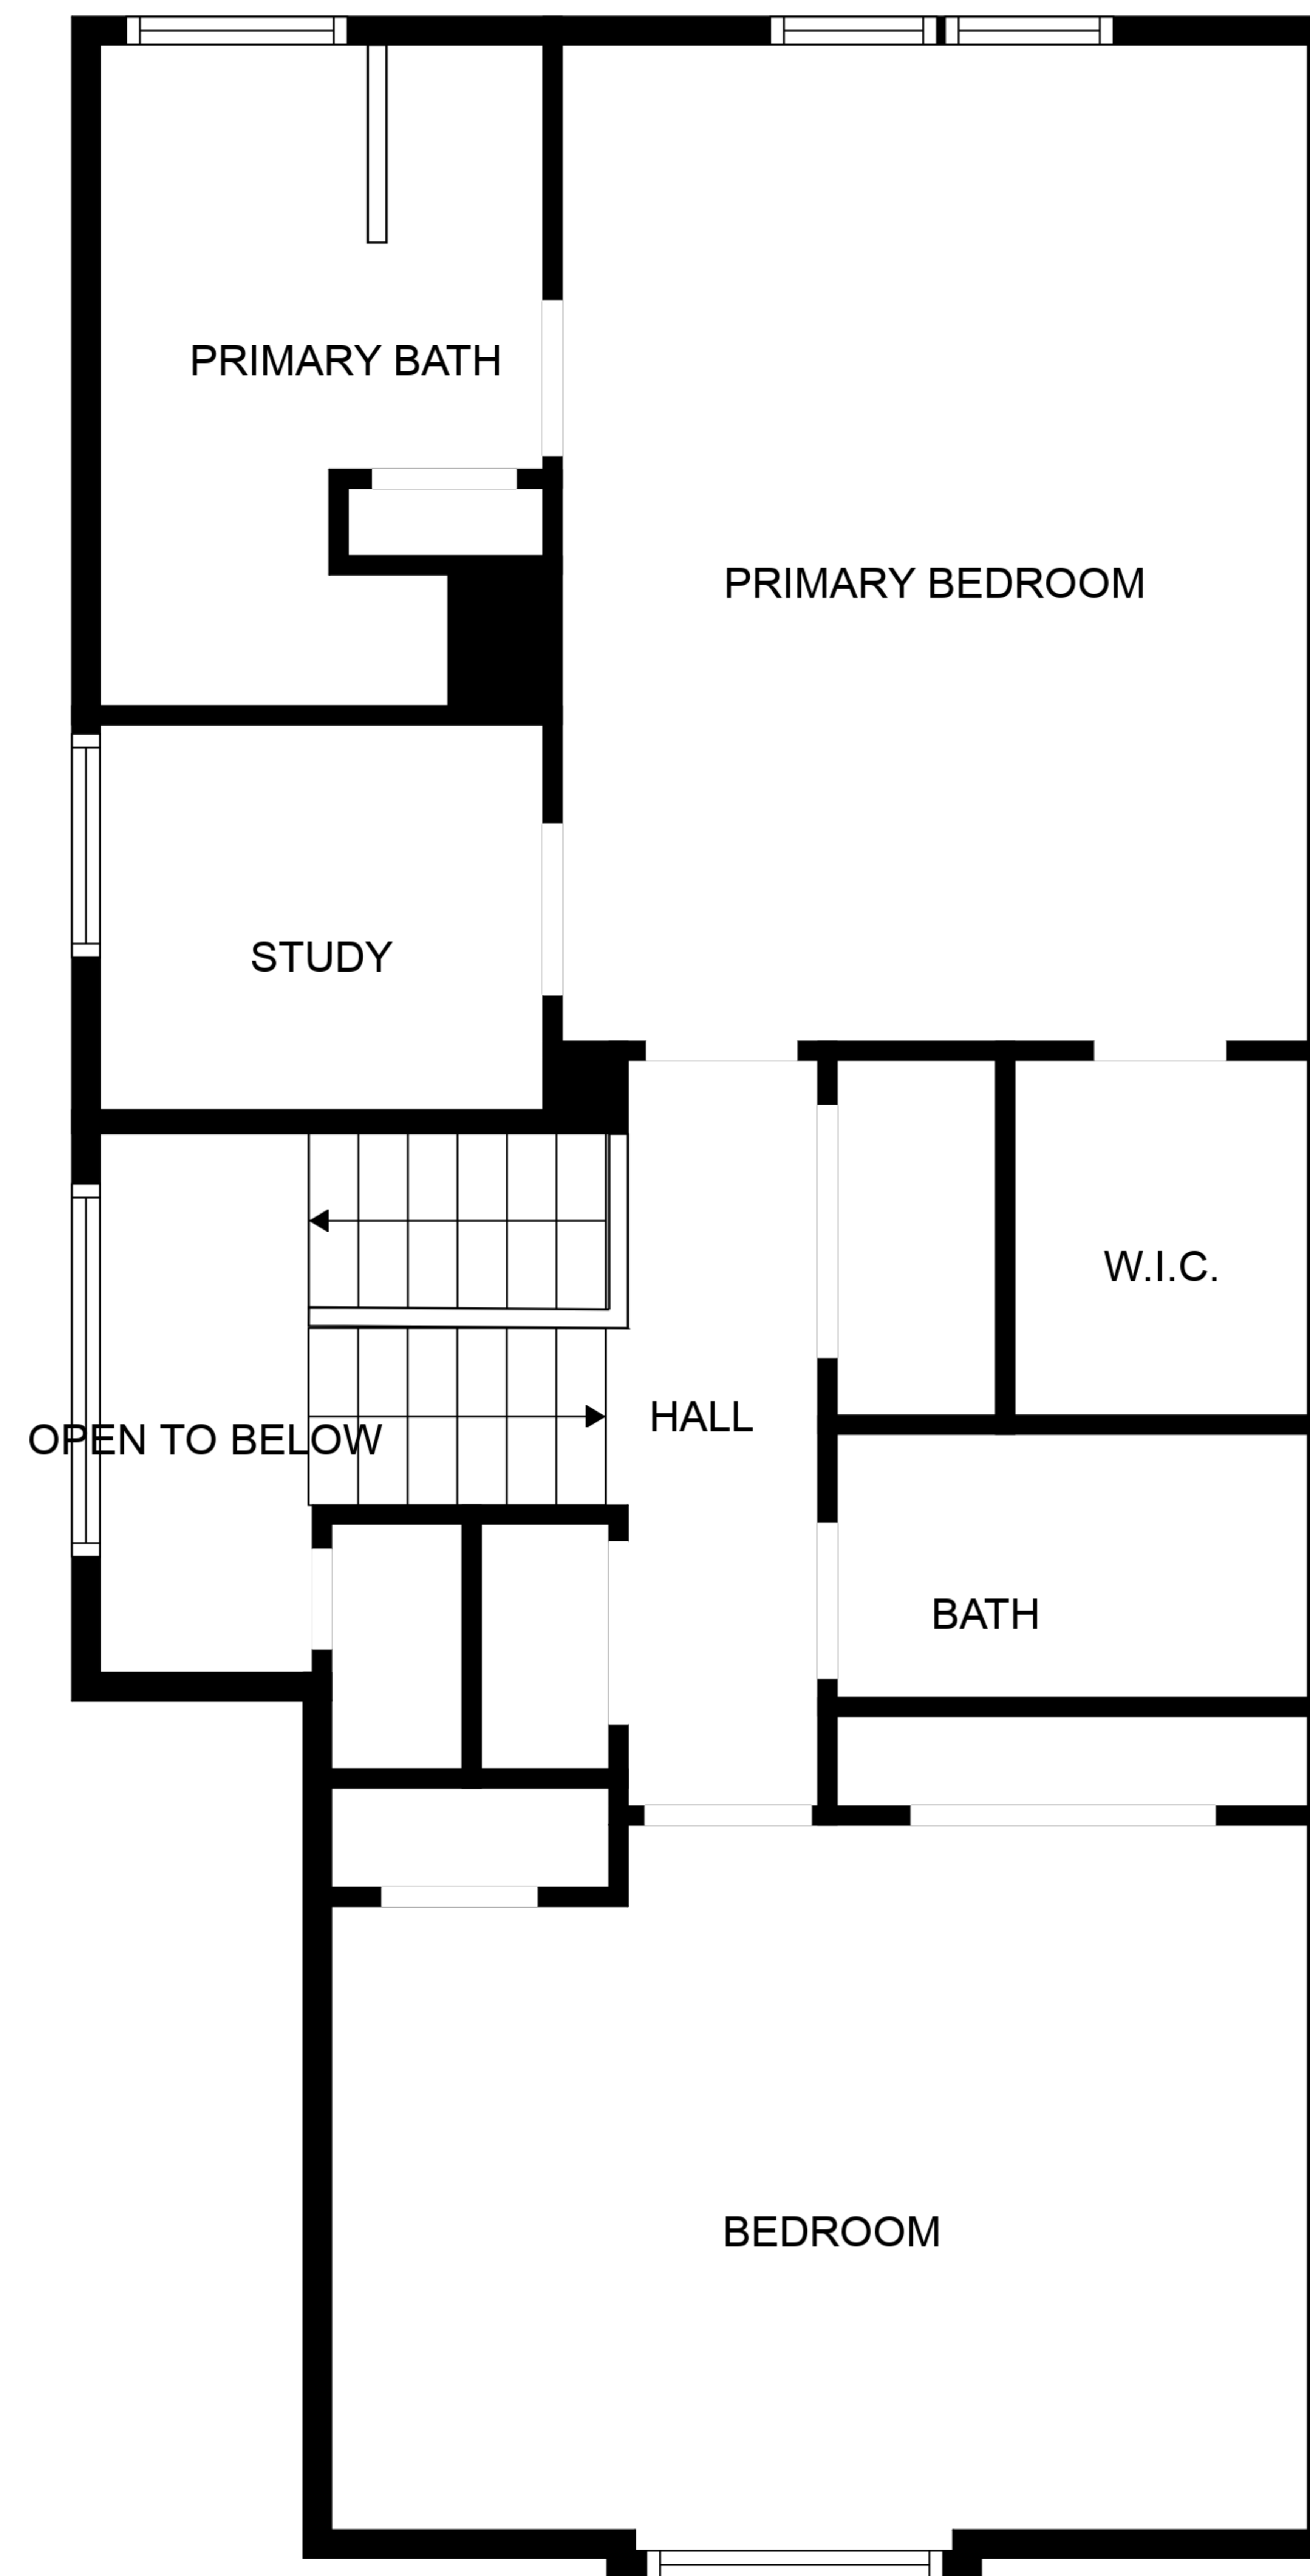 PRIMARY BATH
PRIMARY BEDROOM
STUDY
W.I.C.
HALL
OPEN TO BELOW
BATH
BEDROOM